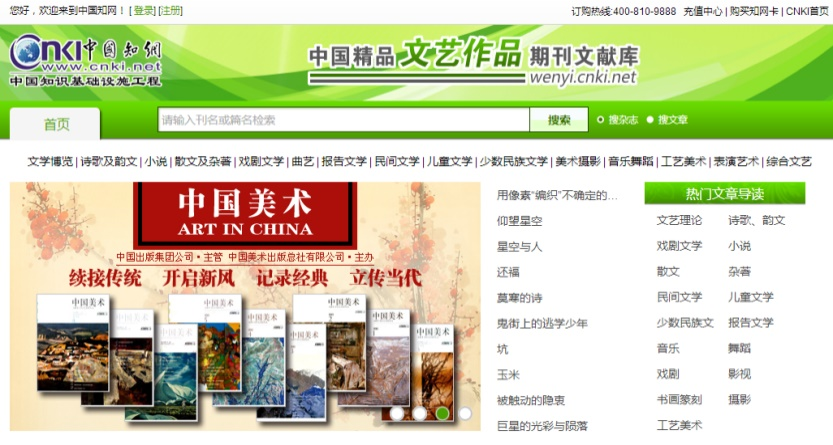 您好，欢迎来到中国知网！ [ 登录] [注册]
订购热线:400-810-9888 充值中心 | 购买知网卡 | CNKI首页
CNKI 中国知网
www.cnki.net
中国知识基础设施工程
中国精品 文艺作品 期刊文献库
wenyi.cnki.net
首页
请输入刊名或篇名检索
搜索
搜杂志 搜文章
文学博览 | 诗歌及韵文 | 小说 | 散文及杂著 | 戏剧文学 | 曲艺 | 报告文学 | 民间文学 | 儿童文学 | 少数民族文学 | 美术摄影 | 音乐舞蹈 | 工艺美术 | 表演艺术 | 综合文艺
中国美术
ART IN CHINA
中国出版集团公司·主管 中国美术出版总社有限公司·主办
续接传统 开启新风 记录经典 立传当代
中国美术
中国美术
中国美术
中国美术
用像素“编织”不确定的...
仰望星空
星空与人
还福
莫寒的诗
鬼街上的逃学少年
坑
玉米
被触动的隐衷
巨星的光彩与陨落
热门文章导读
文艺理论 诗歌、韵文
戏剧文学 小说
散文 杂著
民间文学 儿童文学
少数民族文 报告文学
音乐 舞蹈
戏剧 影视
书画篆刻 摄影
工艺美术